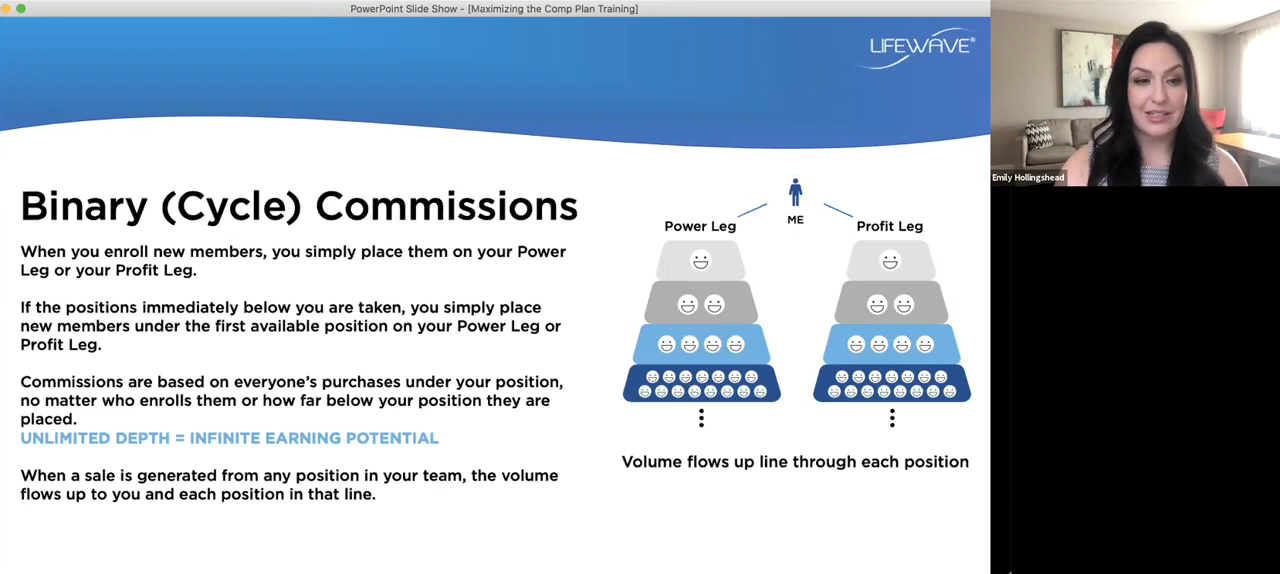 PowerPoint Slide Show - [Maximizing the Comp Plan Training]
LIFEWAVE®
Emily Hollingshead
Binary (Cycle) Commissions
When you enroll new members, you simply place them on your Power
Leg or your Profit Leg.
If the positions immediately below you are taken, you simply place
new members under the first available position on your Power Leg or
Profit Leg.
Commissions are based on everyone's purchases under your position,
no matter who enrolls them or how far below your position they are
placed.
UNLIMITED DEPTH = INFINITE EARNING POTENTIAL
When a sale is generated from any position in your team, the volume
flows up to you and each position in that line.
ME
Power Leg
Profit Leg
Volume flows up line through each position